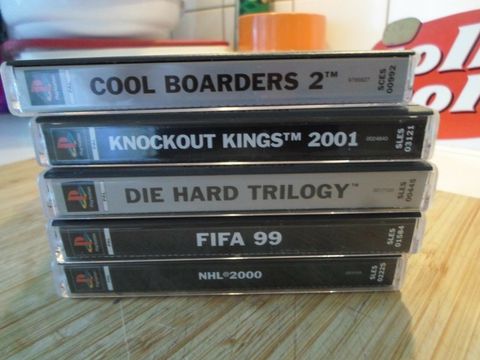 COOL BOARDERS 2™
SCES
00992
KNOCKOUT KINGS™ 2001
SLES
03121
DIE HARD TRILOGY™
SLES
00445
FIFA 99
SLES
01584
NHL®2000
SLES
02225